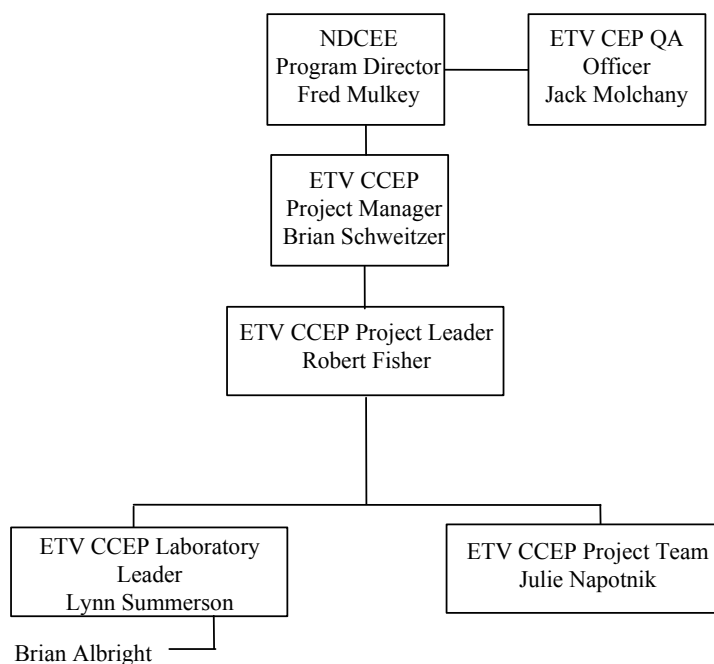 NDCEE
Program Director
Fred Mulkey
ETV CEP QA
Officer
Jack Molchany
ETV CCEP
Project Manager
Brian Schweitzer
ETV CCEP Project Leader
Robert Fisher
ETV CCEP Laboratory
Leader
Lynn Summerson
ETV CCEP Project Team
Julie Napotnik
Brian Albright